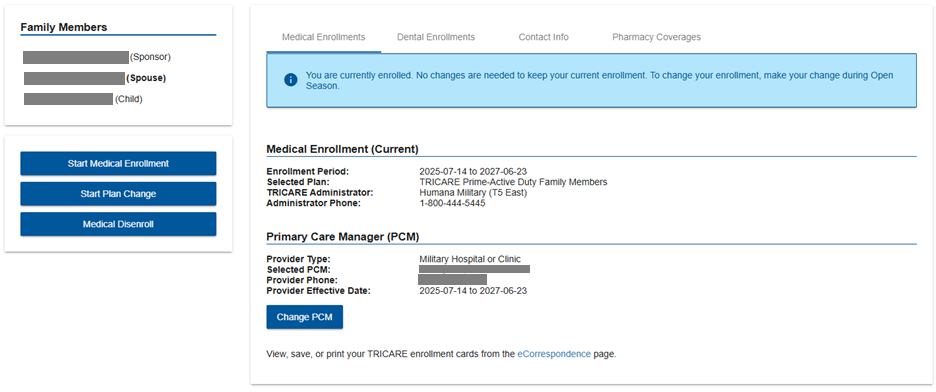 Family Members
(Sponsor)
(Spouse)
(Child)
Start Medical Enrollment
Start Plan Change
Medical Disenroll
Medical Enrollments
Dental Enrollments
Contact Info
Pharmacy Coverages
You are currently enrolled. No changes are needed to keep your current enrollment. To change your enrollment, make your change during Open
Season.
Medical Enrollment (Current)
Enrollment Period: 2025-07-14 to 2027-06-23
Selected Plan: TRICARE Prime-Active Duty Family Members
TRICARE Administrator: Humana Military (T5 East)
Administrator Phone: 1-800-444-5445
Primary Care Manager (PCM)
Provider Type: Military Hospital or Clinic
Selected PCM:
Provider Phone:
Provider Effective Date: 2025-07-14 to 2027-06-23
Change PCM
View, save, or print your TRICARE enrollment cards from the eCorrespondence page.